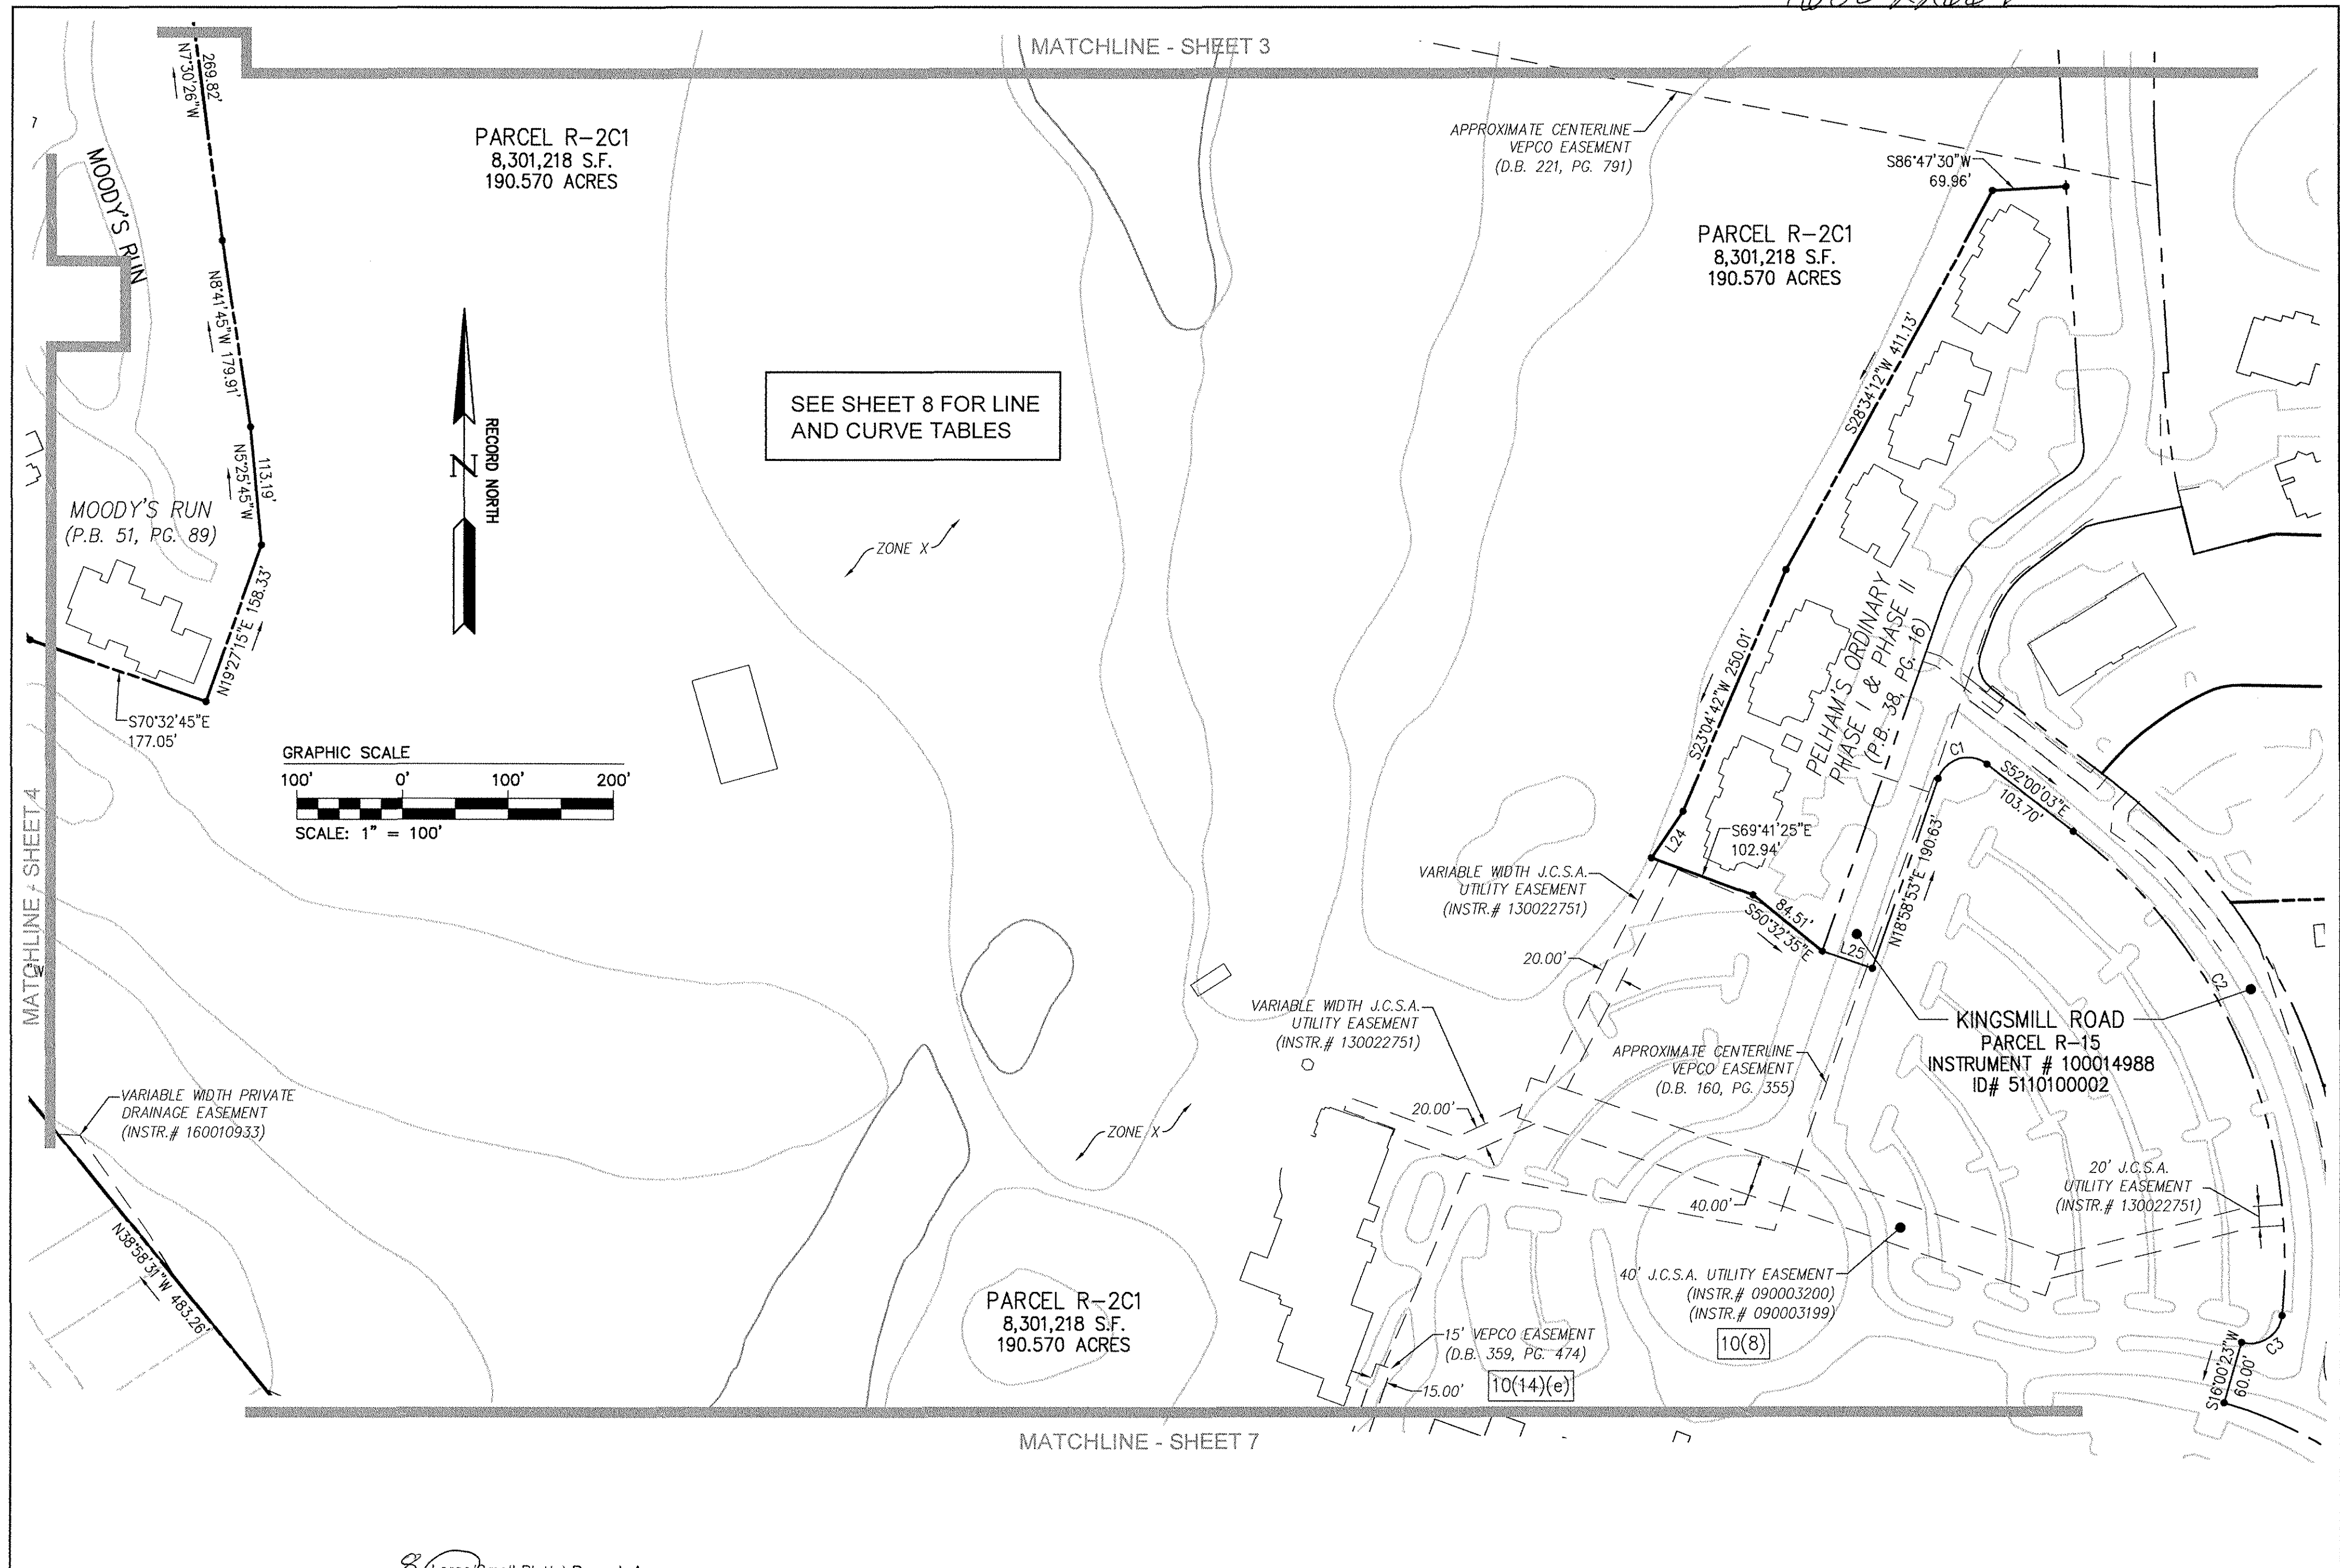 MATCHLINE - SHEET 3
269.82'
N7°30'26"W
MOODY'S RUN
PARCEL R-2C1
8,301,218 S.F.
190.570 ACRES
APPROXIMATE CENTERLINE
VEPCO EASEMENT
(D.B. 221, PG. 791)
S86°47'30"W
69.96'
PARCEL R-2C1
8,301,218 S.F.
190.570 ACRES
N8°41'45"W 179.91'
S28°34'12"W 411.13'
SEE SHEET 8 FOR LINE
AND CURVE TABLES
N
RECORD NORTH
113.19'
N5°25'45"W
MOODY'S RUN
(P.B. 51, PG. 89)
ZONE X
N19°27'15"E 158.33'
S70°32'45"E
177.05'
S23°04'42"W 250.01'
PELHAM'S ORDINARY
PHASE I & PHASE II
(P.B. 38, PG. 16)
GRAPHIC SCALE
100' 0' 100' 200'
SCALE: 1" = 100'
MATCHLINE - SHEET 4
"W
C1
S52°00'03"E
103.70'
L24
S69°41'25"E
102.94'
N18°58'53"E 190.63'
VARIABLE WIDTH J.C.S.A.
UTILITY EASEMENT
(INSTR.# 130022751)
84.51'
S50°32'35"E
L25
20.00'
C2
VARIABLE WIDTH J.C.S.A.
UTILITY EASEMENT
(INSTR.# 130022751)
KINGSMILL ROAD
PARCEL R-15
INSTRUMENT # 100014988
ID# 5110100002
APPROXIMATE CENTERLINE
VEPCO EASEMENT
(D.B. 160, PG. 355)
VARIABLE WIDTH PRIVATE
DRAINAGE EASEMENT
(INSTR.# 160010933)
20.00'
ZONE X
20' J.C.S.A.
UTILITY EASEMENT
(INSTR.# 130022751)
40.00'
N38°58'31"W 483.26'
40' J.C.S.A. UTILITY EASEMENT
(INSTR.# 090003200)
(INSTR.# 090003199)
10(8)
PARCEL R-2C1
8,301,218 S.F.
190.570 ACRES
15' VEPCO EASEMENT
(D.B. 359, PG. 474)
15.00'
10(14)(e)
C3
S16°00'23"W
60.00'
MATCHLINE - SHEET 7
8